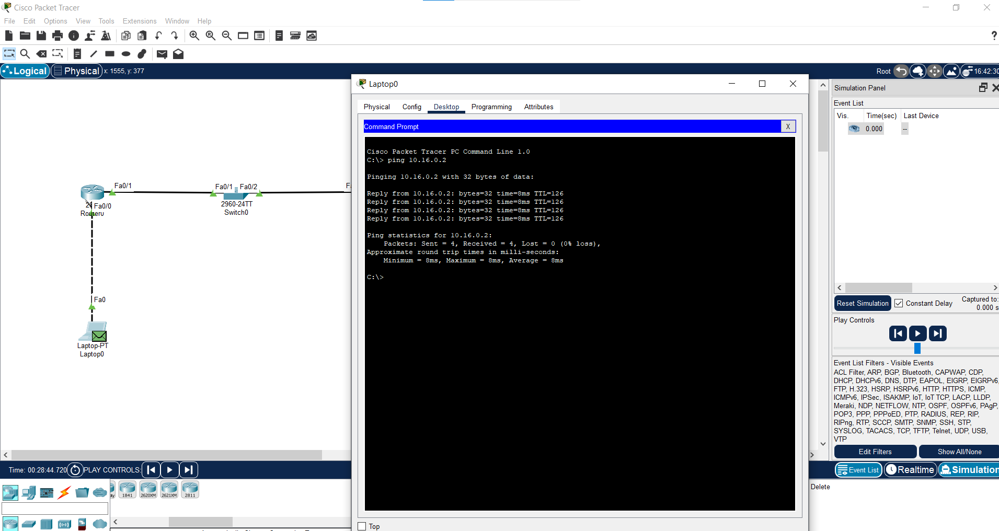 Cisco Packet Tracer
File Edit Options View Tools Extensions Window Help
Logical Physical x: 1555, y: 377
Root 16:42:30
Fa0/1
Fa0/1 Fa0/2
Fa0/0
2960-24TT
Switch0
Fa0
Laptop-PT
Laptop0
Laptop0
Physical Config Desktop Programming Attributes
Command Prompt X
Cisco Packet Tracer PC Command Line 1.0
C:\> ping 10.16.0.2
Pinging 10.16.0.2 with 32 bytes of data:
Reply from 10.16.0.2: bytes=32 time=8ms TTL=126
Reply from 10.16.0.2: bytes=32 time=8ms TTL=126
Reply from 10.16.0.2: bytes=32 time=8ms TTL=126
Reply from 10.16.0.2: bytes=32 time=8ms TTL=126
Ping statistics for 10.16.0.2:
Packets: Sent = 4, Received = 4, Lost = 0 (0% loss),
Approximate round trip times in milli-seconds:
Minimum = 8ms, Maximum = 8ms, Average = 8ms
C:\>
Top
Simulation Panel
Event List
Vis. Time(sec) Last Device
0.000 --
Reset Simulation Constant Delay Captured to:
0.000 s
Play Controls
Event List Filters - Visible Events
ACL Filter, ARP, BGP, Bluetooth, CAPWAP, CDP,
DHCP, DHCPv6, DNS, DTP, EAPOL, EIGRP, EIGRPv6,
FTP, H.323, HSRP, HSRPv6, HTTP, HTTPS, ICMP,
ICMPv6, IPSec, ISAKMP, IoT, IoT TCP, LACP, LLDP,
Meraki, NDP, NETFLOW, NTP, OSPF, OSPFv6, PAgP,
POP3, PPP, PPPoED, PTP, RADIUS, REP, RIP,
RIPng, RTP, SCCP, SMTP, SNMP, SSH, STP,
SYSLOG, TACACS, TCP, TFTP, Telnet, UDP, USB,
VTP
Edit Filters Show All/None
Event List Realtime Simulation
Time: 00:28:44.720 PLAY CONTROLS:
1841 2620XM 2621XM 2811
Delete